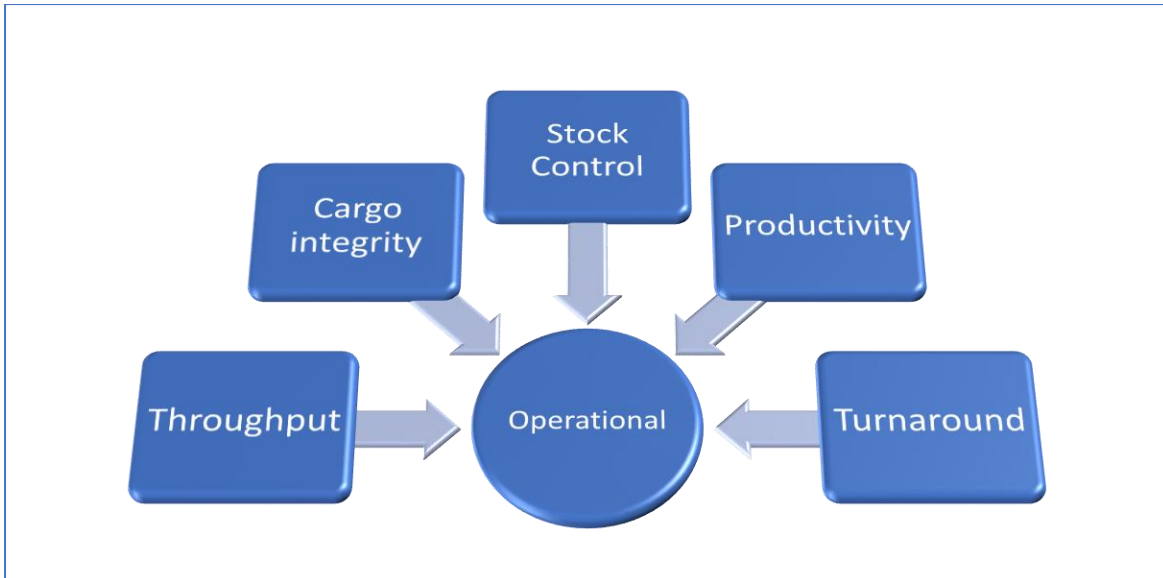 Stock
Control
Cargo
integrity
Productivity
Throughput
Operational
Turnaround